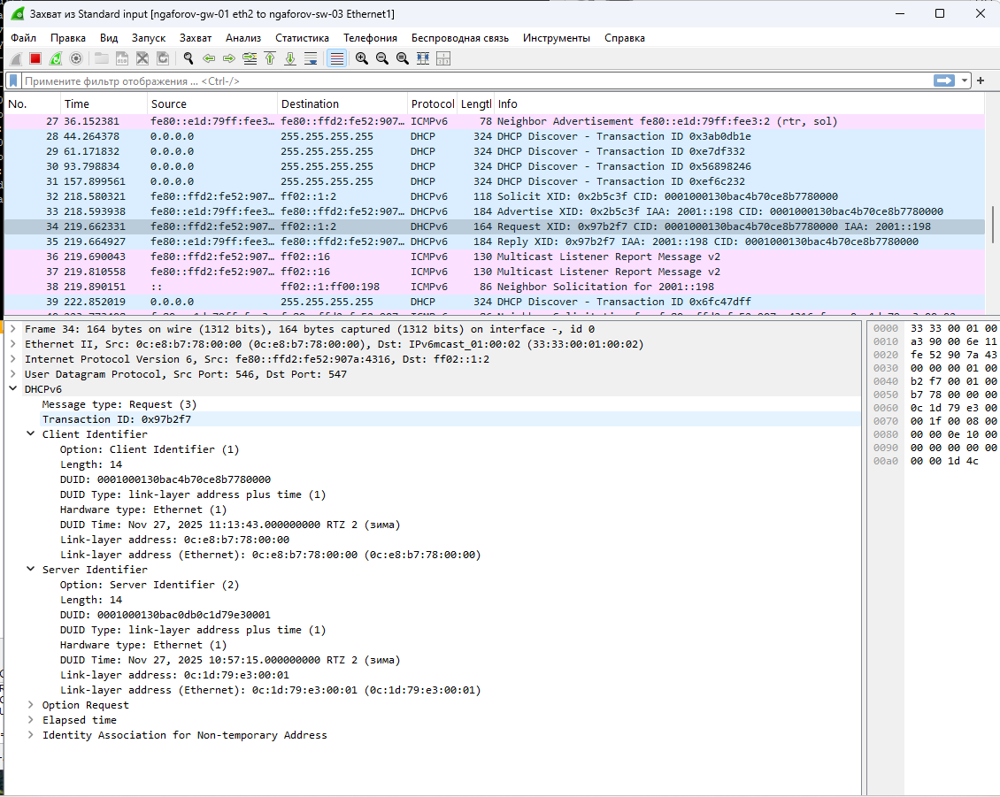 Захват из Standard input [ngaforov-gw-01 eth2 to ngaforov-sw-03 Ethernet1]
Файл Правка Вид Запуск Захват Анализ Статистика Телефония Беспроводная связь Инструменты Справка
Примените фильтр отображения ... <Ctrl-/>
No. Time Source Destination Protocol Lengtl Info
27 36.152381 fe80::e1d:79ff:fee3… fe80::ffd2:fe52:907… ICMPv6 78 Neighbor Advertisement fe80::e1d:79ff:fee3:2 (rtr, sol)
28 44.264378 0.0.0.0 255.255.255.255 DHCP 324 DHCP Discover - Transaction ID 0x3ab0db1e
29 61.171832 0.0.0.0 255.255.255.255 DHCP 324 DHCP Discover - Transaction ID 0xe7df332
30 93.798834 0.0.0.0 255.255.255.255 DHCP 324 DHCP Discover - Transaction ID 0x56898246
31 157.899561 0.0.0.0 255.255.255.255 DHCP 324 DHCP Discover - Transaction ID 0xef6c232
32 218.580321 fe80::ffd2:fe52:907… ff02::1:2 DHCPv6 118 Solicit XID: 0x2b5c3f CID: 0001000130bac4b70ce8b7780000
33 218.593938 fe80::e1d:79ff:fee3… fe80::ffd2:fe52:907… DHCPv6 184 Advertise XID: 0x2b5c3f IAA: 2001::198 CID: 0001000130bac4b70ce8b7780000
34 219.662331 fe80::ffd2:fe52:907… ff02::1:2 DHCPv6 164 Request XID: 0x97b2f7 CID: 0001000130bac4b70ce8b7780000 IAA: 2001::198
35 219.664927 fe80::e1d:79ff:fee3… fe80::ffd2:fe52:907… DHCPv6 184 Reply XID: 0x97b2f7 IAA: 2001::198 CID: 0001000130bac4b70ce8b7780000
36 219.690043 fe80::ffd2:fe52:907… ff02::16 ICMPv6 130 Multicast Listener Report Message v2
37 219.810558 fe80::ffd2:fe52:907… ff02::16 ICMPv6 130 Multicast Listener Report Message v2
38 219.890151 :: ff02::1:ff00:198 ICMPv6 86 Neighbor Solicitation for 2001::198
39 222.852019 0.0.0.0 255.255.255.255 DHCP 324 DHCP Discover - Transaction ID 0x6fc47dff
Frame 34: 164 bytes on wire (1312 bits), 164 bytes captured (1312 bits) on interface -, id 0
Ethernet II, Src: 0c:e8:b7:78:00:00 (0c:e8:b7:78:00:00), Dst: IPv6mcast_01:00:02 (33:33:00:01:00:02)
Internet Protocol Version 6, Src: fe80::ffd2:fe52:907a:4316, Dst: ff02::1:2
User Datagram Protocol, Src Port: 546, Dst Port: 547
DHCPv6
Message type: Request (3)
Transaction ID: 0x97b2f7
Client Identifier
Option: Client Identifier (1)
Length: 14
DUID: 0001000130bac4b70ce8b7780000
DUID Type: link-layer address plus time (1)
Hardware type: Ethernet (1)
DUID Time: Nov 27, 2025 11:13:43.000000000 RTZ 2 (зима)
Link-layer address: 0c:e8:b7:78:00:00
Link-layer address (Ethernet): 0c:e8:b7:78:00:00 (0c:e8:b7:78:00:00)
Server Identifier
Option: Server Identifier (2)
Length: 14
DUID: 0001000130bac0db0c1d79e30001
DUID Type: link-layer address plus time (1)
Hardware type: Ethernet (1)
DUID Time: Nov 27, 2025 10:57:15.000000000 RTZ 2 (зима)
Link-layer address: 0c:1d:79:e3:00:01
Link-layer address (Ethernet): 0c:1d:79:e3:00:01 (0c:1d:79:e3:00:01)
Option Request
Elapsed time
Identity Association for Non-temporary Address
0000 33 33 00 01 00
0010 a3 90 00 6e 11
0020 fe 52 90 7a 43
0030 00 00 00 01 00
0040 b2 f7 00 01 00
0050 b7 78 00 00 00
0060 0c 1d 79 e3 00
0070 00 1f 00 08 00
0080 00 00 0e 10 00
0090 00 00 00 00 00
00a0 00 00 1d 4c